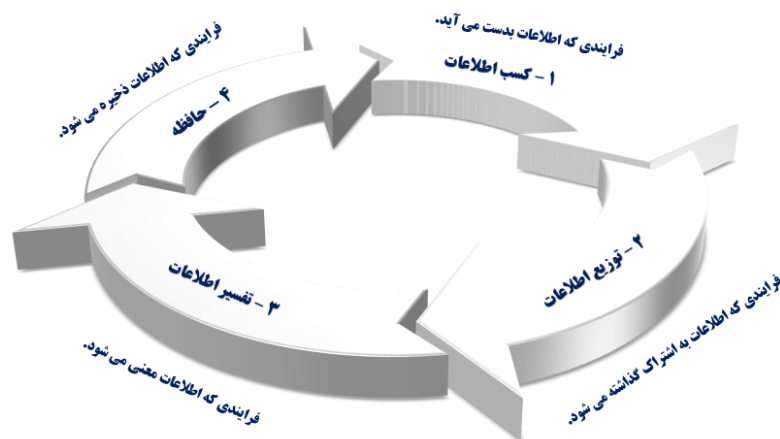 ۱ - کسب اطلاعات
فرایندی که اطلاعات بدست می آید.
۲ - توزیع اطلاعات
فرایندی که اطلاعات به اشتراک گذاشته می شود.
۳ - تفسیر اطلاعات
فرایندی که اطلاعات معنی می شود.
۴ - حافظه
فرایندی که اطلاعات ذخیره می شود.